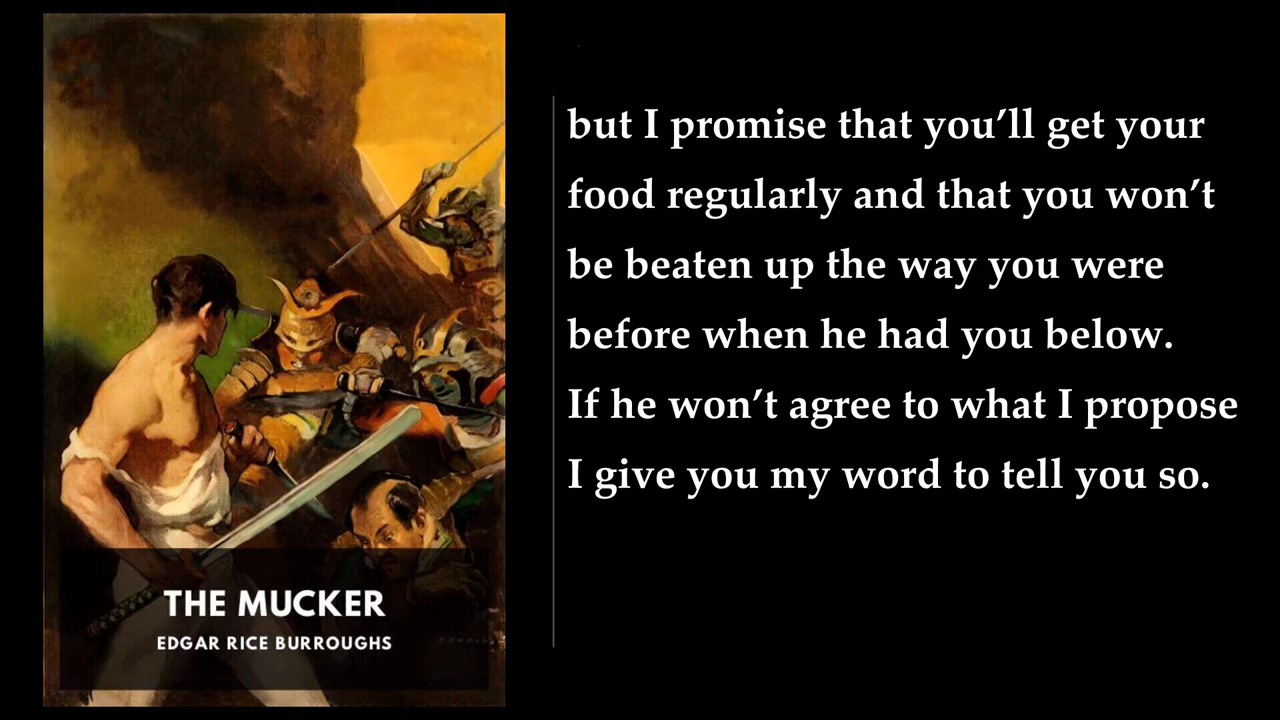 but I promise that you’ll get your
food regularly and that you won’t
be beaten up the way you were
before when he had you below.
If he won’t agree to what I propose
I give you my word to tell you so.
THE MUCKER
EDGAR RICE BURROUGHS